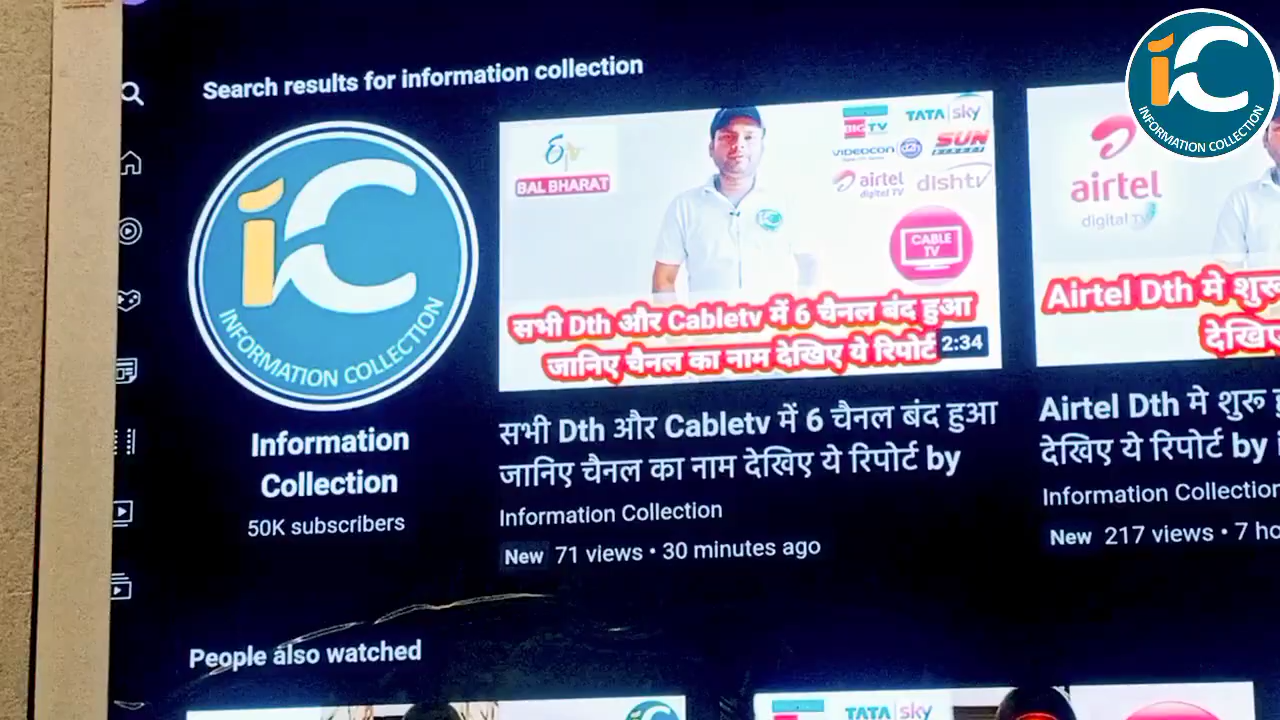 iC
INFORMATION COLLECTION
Search results for information collection
iC
INFORMATION COLLECTION
Information
Collection
50K subscribers
BAL BHARAT
BIG TV
TATA sky
VIDEOCON d2h
SUN
DIRECT
airtel
digital TV
dishtv
CABLE
TV
सभी Dth और Cabletv में 6 चैनल बंद हुआ
जानिए चैनल का नाम देखिए ये रिपोर्ट
2:34
सभी Dth और Cabletv में 6 चैनल बंद हुआ
जानिए चैनल का नाम देखिए ये रिपोर्ट by
Information Collection
New 71 views • 30 minutes ago
airtel
digital TV
Airtel Dth मे
Airtel Dth मे शुरू
देखिए ये रिपोर्ट by
Information Collection
New 217 views • 7
People also watched
TATA sky